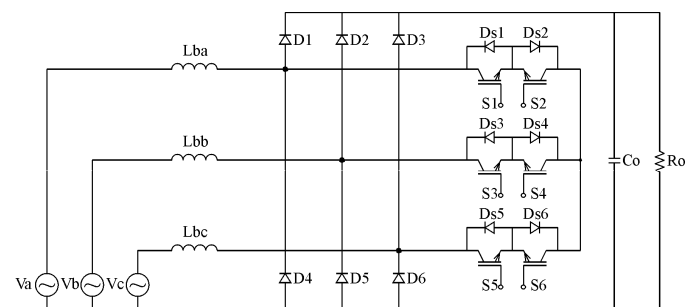 Ds1 Ds2
D1 D2 D3
Lba
S1 S2
Ds3 Ds4
Lbb
Co Ro
S3 S4
Ds5 Ds6
Lbc
Va Vb Vc
D4 D5 D6
S5 S6